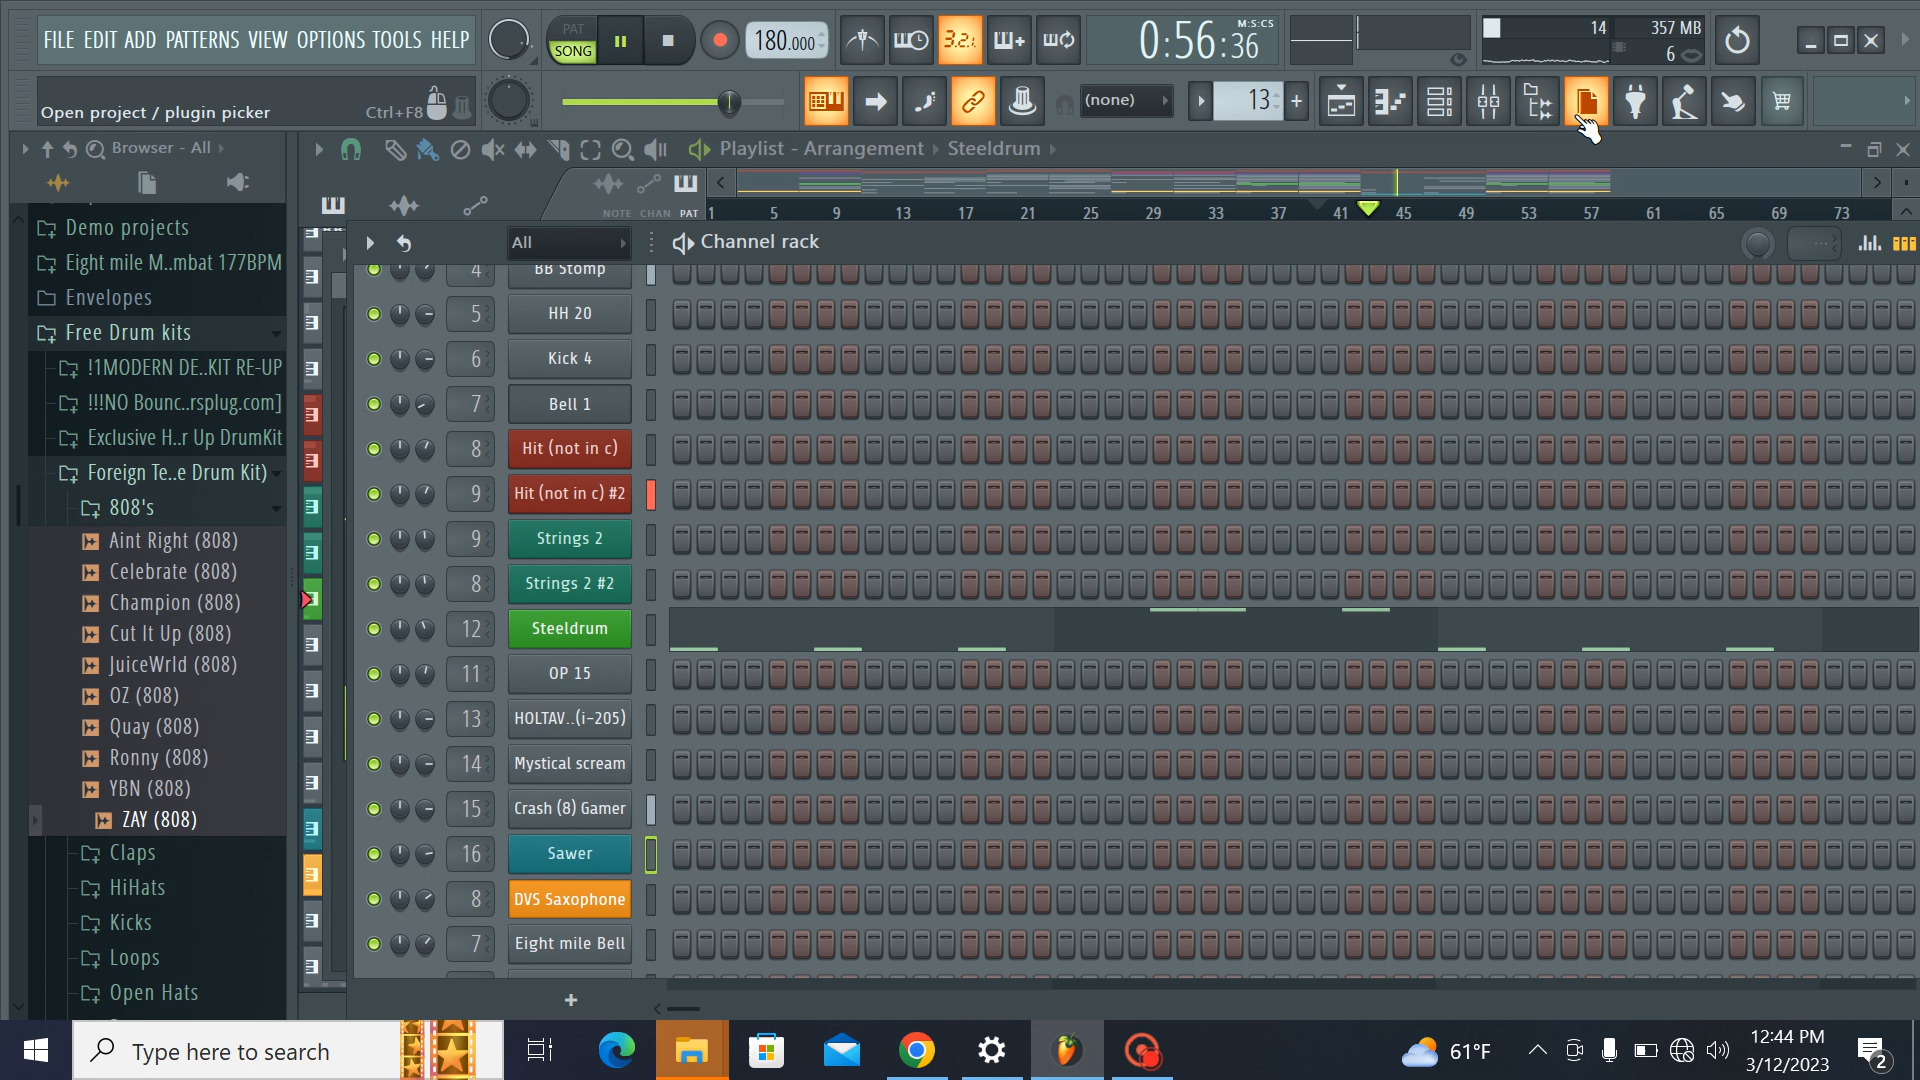 FILE EDIT ADD PATTERNS VIEW OPTIONS TOOLS HELP
PAT
SONG
180.000
3.2.1
0:56:36
M:S:CS
14
357 MB
6
Open project / plugin picker
Ctrl+F8
(none)
13
Browser - All
Playlist - Arrangement
Steeldrum
NOTE CHAN PAT
1 5 9 13 17 21 25 29 33 37 41 45 49 53 57 61 65 69 73
All
Channel rack
Demo projects
Eight mile M..mbat 177BPM
Envelopes
Free Drum kits
!1MODERN DE..KIT RE-UP
!!!NO Bounc..rsplug.com]
Exclusive H..r Up DrumKit
Foreign Te..e Drum Kit)
808's
Aint Right (808)
Celebrate (808)
Champion (808)
Cut It Up (808)
JuiceWrld (808)
OZ (808)
Quay (808)
Ronny (808)
YBN (808)
ZAY (808)
Claps
HiHats
Kicks
Loops
Open Hats
4 BB Stomp
5 HH 20
6 Kick 4
7 Bell 1
8 Hit (not in c)
9 Hit (not in c) #2
9 Strings 2
8 Strings 2 #2
12 Steeldrum
11 OP 15
13 HOLTAV..(i-205)
14 Mystical scream
15 Crash (8) Gamer
16 Sawer
8 DVS Saxophone
7 Eight mile Bell
+
Type here to search
61°F
12:44 PM
3/12/2023
2